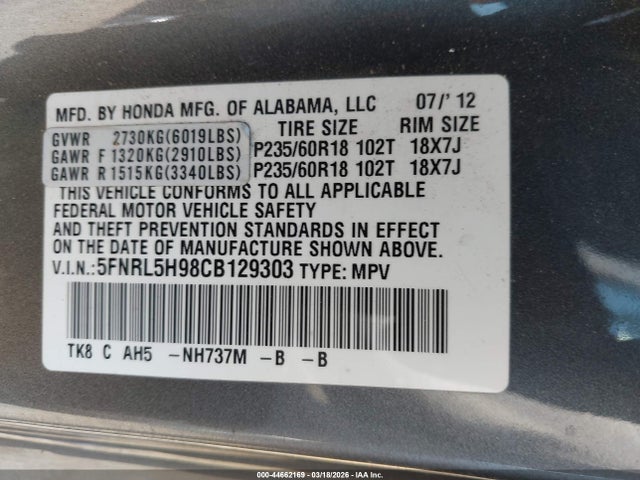 MFD. BY HONDA MFG. OF ALABAMA, LLC 07/' 12
TIRE SIZE RIM SIZE
GVWR 2730KG(6019LBS)
GAWR F 1320KG(2910LBS) P235/60R18 102T 18X7J
GAWR R 1515KG(3340LBS) P235/60R18 102T 18X7J
THIS VEHICLE CONFORMS TO ALL APPLICABLE
FEDERAL MOTOR VEHICLE SAFETY
AND THEFT PREVENTION STANDARDS IN EFFECT
ON THE DATE OF MANUFACTURE SHOWN ABOVE.
V.I.N.:5FNRL5H98CB129303 TYPE: MPV
TK8 C AH5 -NH737M -B -B
000-44662169 - 03/18/2026 - IAA Inc.